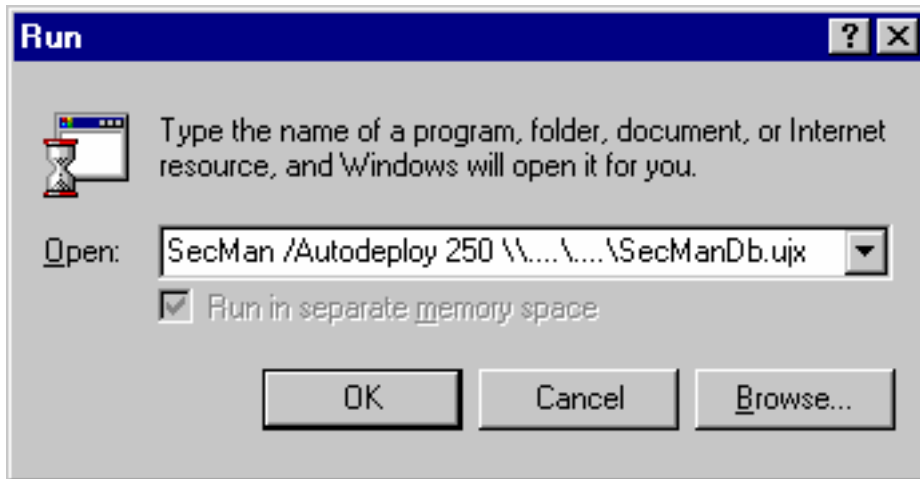 Run
Type the name of a program, folder, document, or Internet
resource, and Windows will open it for you.
Open: SecMan /Autodeploy 250 \\....\....\SecManDb.ujx
Run in separate memory space
OK Cancel Browse...